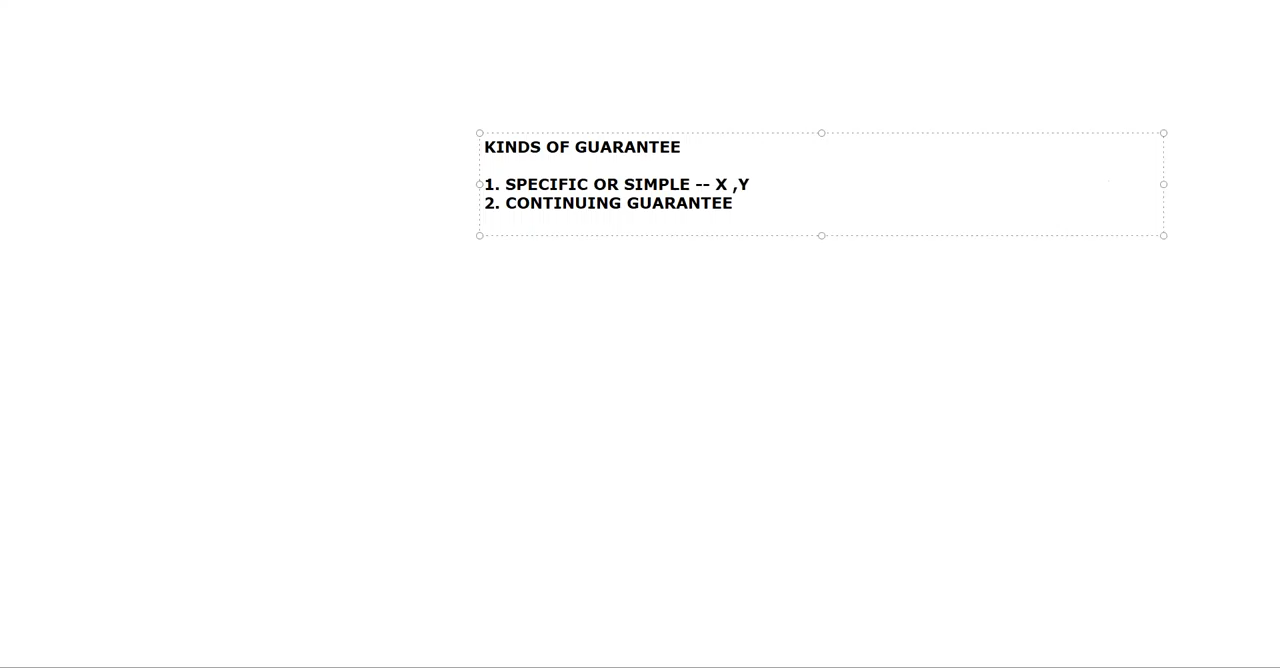 KINDS OF GUARANTEE
1. SPECIFIC OR SIMPLE -- X ,Y
2. CONTINUING GUARANTEE